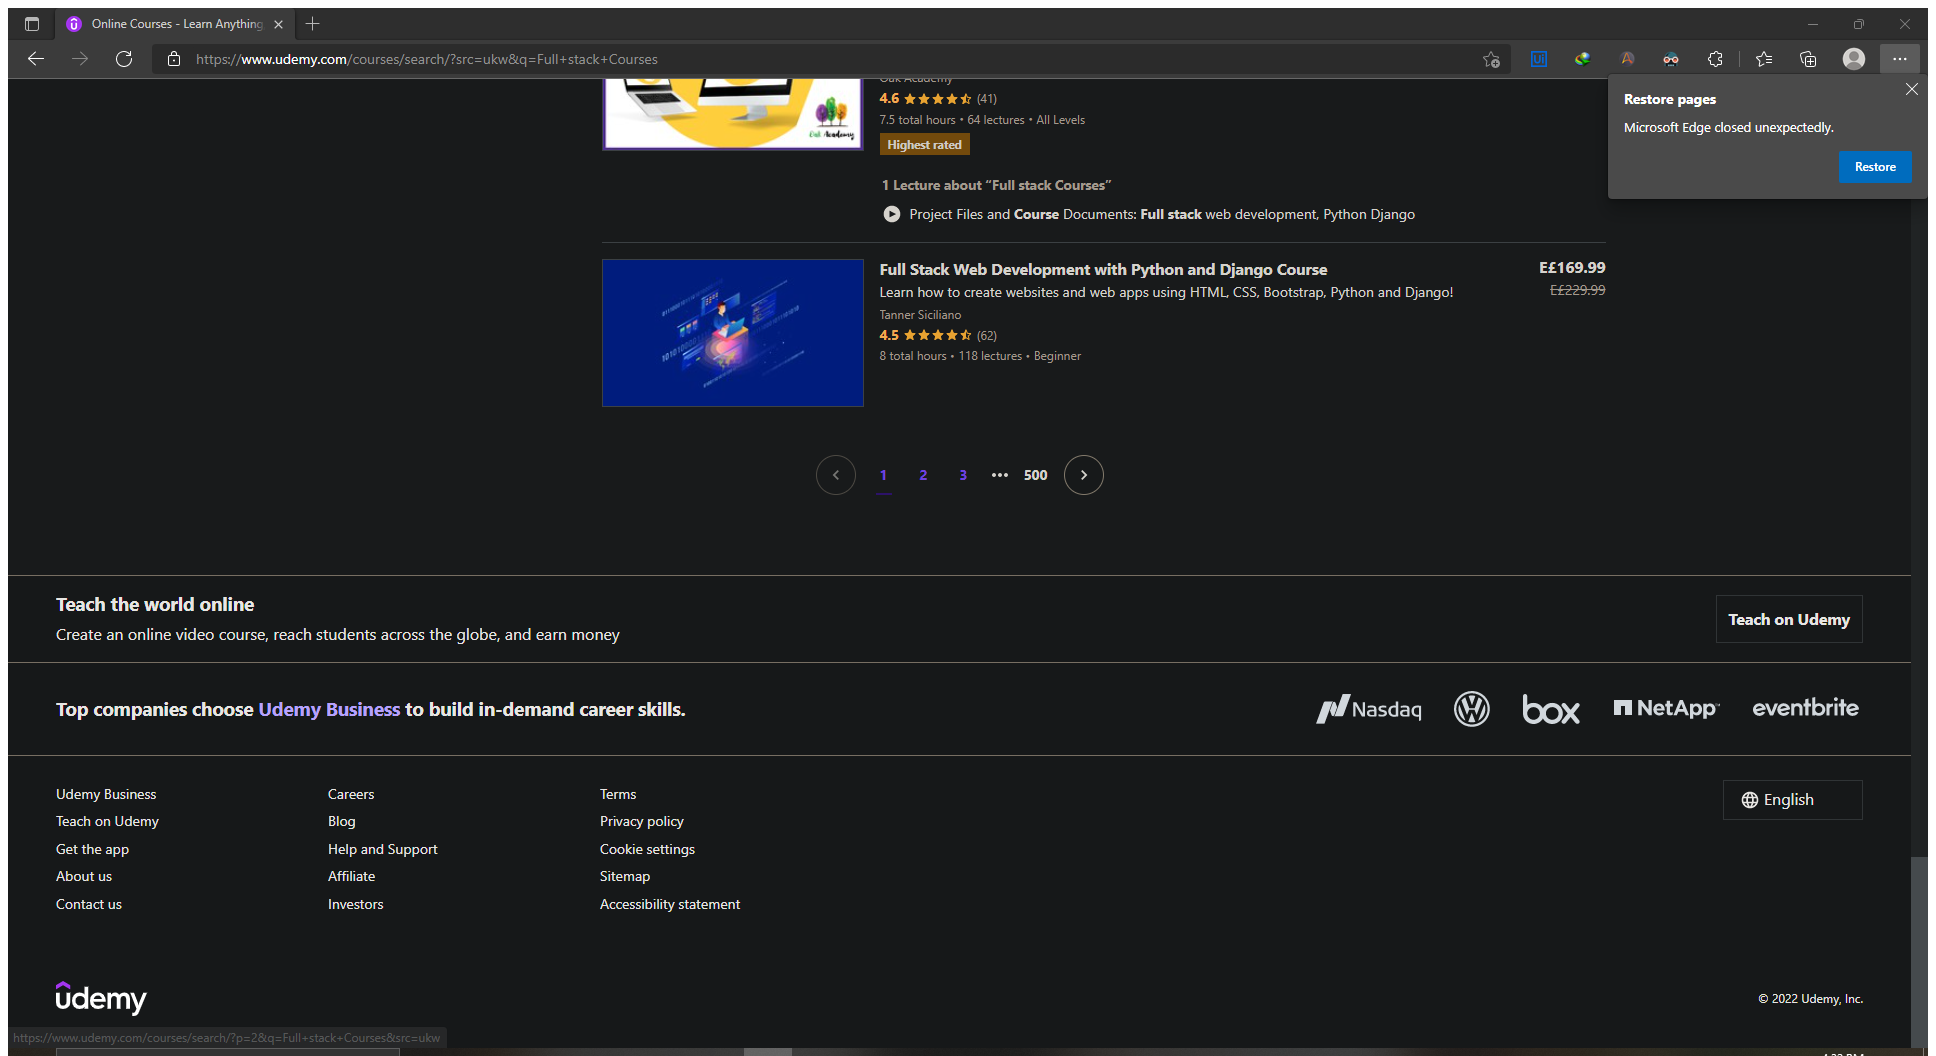 Online Courses - Learn Anything
https://www.udemy.com/courses/search/?src=ukw&q=Full+stack+Courses
Restore pages
Microsoft Edge closed unexpectedly.
Restore
Oak Academy
Oak Academy
4.6 (41)
7.5 total hours • 64 lectures • All Levels
Highest rated
1 Lecture about “Full stack Courses”
Project Files and Course Documents: Full stack web development, Python Django
Full Stack Web Development with Python and Django Course
E£169.99
Learn how to create websites and web apps using HTML, CSS, Bootstrap, Python and Django!
E£229.99
Tanner Siciliano
4.5 (62)
8 total hours • 118 lectures • Beginner
1 2 3 ••• 500
Teach the world online
Create an online video course, reach students across the globe, and earn money
Teach on Udemy
Top companies choose Udemy Business to build in-demand career skills.
Nasdaq
box
NetApp
eventbrite
Udemy Business
Teach on Udemy
Get the app
About us
Contact us
Careers
Blog
Help and Support
Affiliate
Investors
Terms
Privacy policy
Cookie settings
Sitemap
Accessibility statement
English
udemy
© 2022 Udemy, Inc.
https://www.udemy.com/courses/search/?p=2&q=Full+stack+Courses&src=ukw